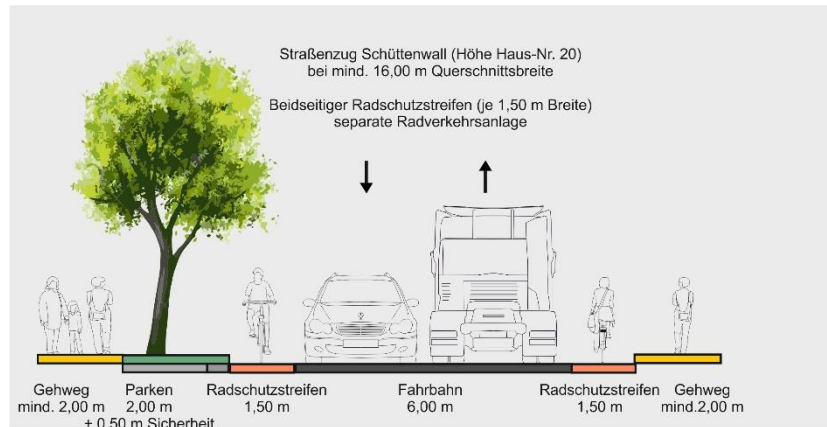 Straßenzug Schüttenwall (Höhe Haus-Nr. 20)
bei mind. 16,00 m Querschnittsbreite
Beidseitiger Radschutzstreifen (je 1,50 m Breite)
separate Radverkehrsanlage
Gehweg
mind. 2,00 m
Parken
2,00 m
+ 0,50 m Sicherheit
Radschutzstreifen
1,50 m
Fahrbahn
6,00 m
Radschutzstreifen
1,50 m
Gehweg
mind.2,00 m